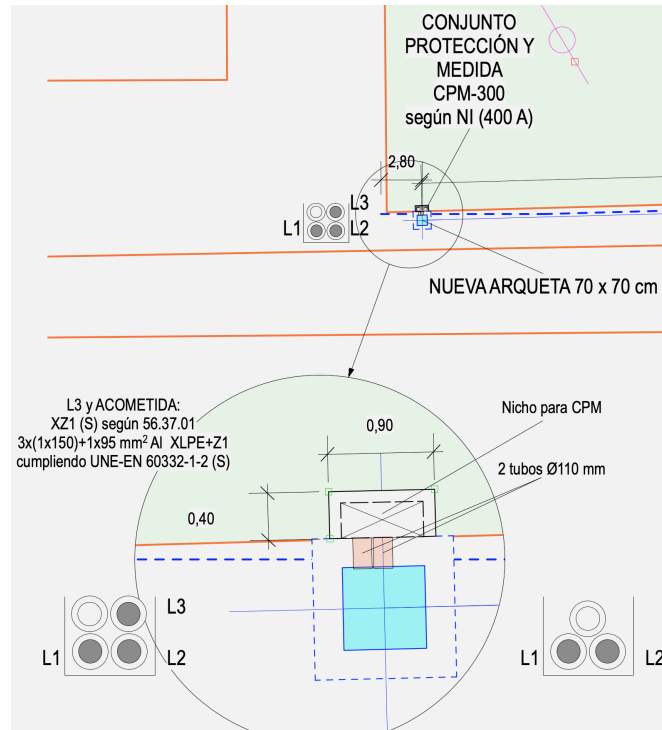 CONJUNTO
PROTECCIÓN Y
MEDIDA
CPM-300
según NI (400 A)
2,80
L3
L1
L2
NUEVA ARQUETA 70 x 70 cm
L3 y ACOMETIDA:
XZ1 (S) según 56.37.01
3x(1x150)+1x95 mm² Al XLPE+Z1
cumpliendo UNE-EN 60332-1-2 (S)
0,90
Nicho para CPM
2 tubos Ø110 mm
0,40
L3
L1
L2
L1
L2